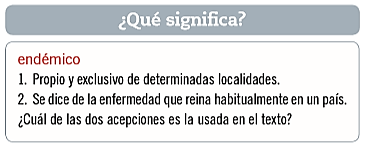 ¿Qué significa?
endémico
1. Propio y exclusivo de determinadas localidades.
2. Se dice de la enfermedad que reina habitualmente en un país.
¿Cuál de las dos acepciones es la usada en el texto?